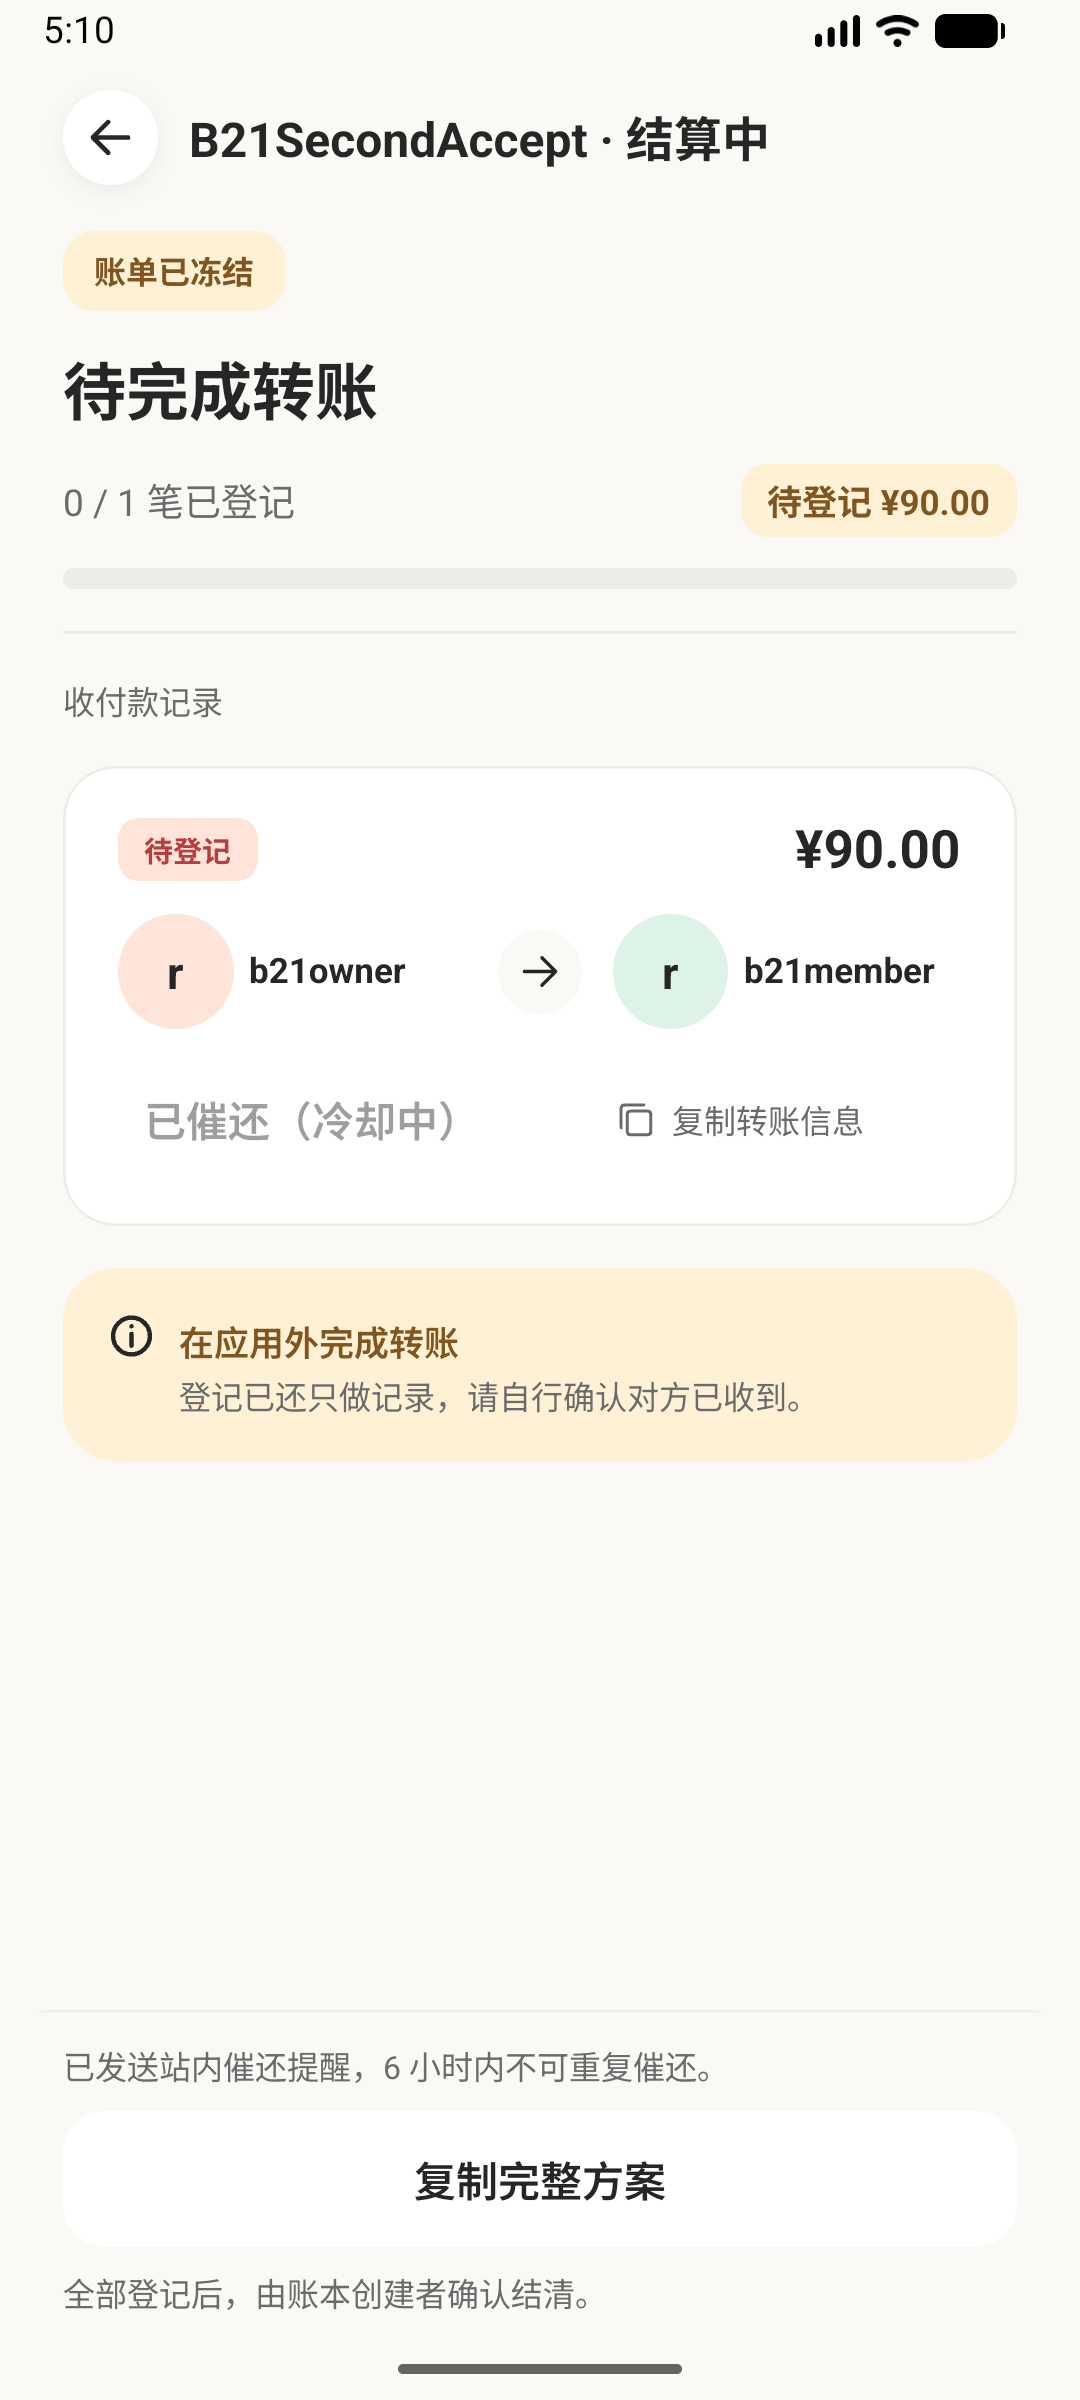 5:10
B21SecondAccept · 结算中
账单已冻结
待完成转账
0 / 1 笔已登记
待登记 ¥90.00
收付款记录
待登记
¥90.00
r
b21owner
r
b21member
已催还（冷却中）
复制转账信息
在应用外完成转账
登记已还只做记录，请自行确认对方已收到。
已发送站内催还提醒，6 小时内不可重复催还。
复制完整方案
全部登记后，由账本创建者确认结清。